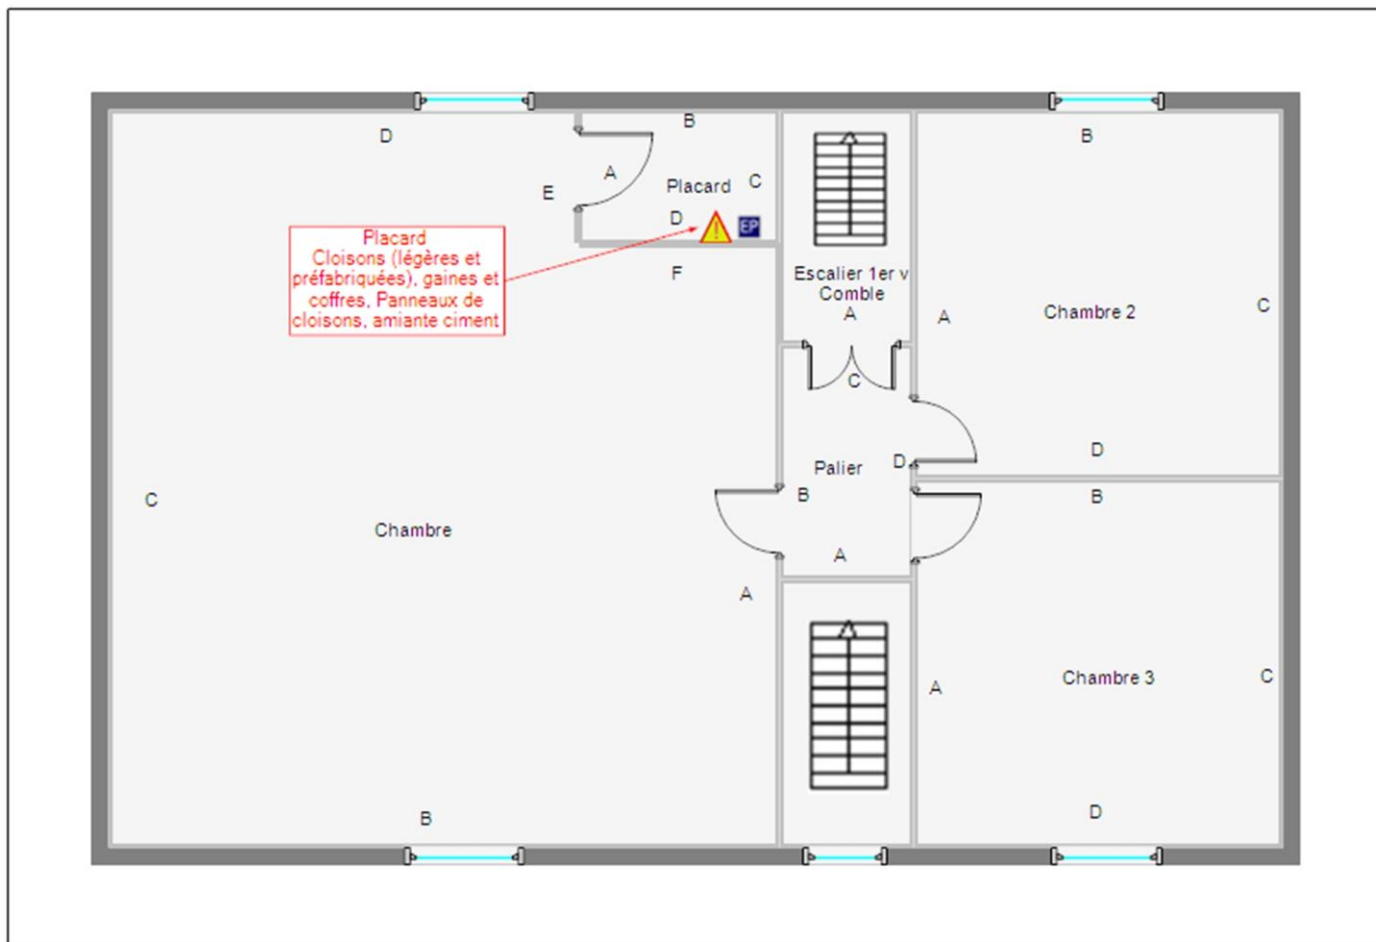 B
D
B
A
Placard
C
E
D
EP
Placard
Cloisons (légères et
préfabriquées), gaines et
coffres, Panneaux de
cloisons, amiante ciment
F
Escalier 1er v
Comble
A
A
Chambre 2
C
C
D
Palier
D
B
B
C
Chambre
A
A
Chambre 3
C
A
B
D